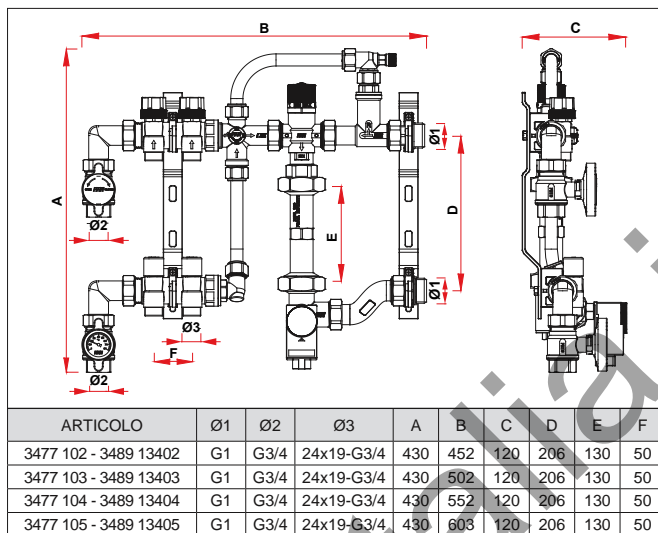 B
C
A
Ø1
D
E
Ø2
Ø1
Ø3
F
Ø2
ARTICOLO Ø1 Ø2 Ø3 A B C D E F
3477 102 - 3489 13402 G1 G3/4 24x19-G3/4 430 452 120 206 130 50
3477 103 - 3489 13403 G1 G3/4 24x19-G3/4 430 502 120 206 130 50
3477 104 - 3489 13404 G1 G3/4 24x19-G3/4 430 552 120 206 130 50
3477 105 - 3489 13405 G1 G3/4 24x19-G3/4 430 603 120 206 130 50
italia